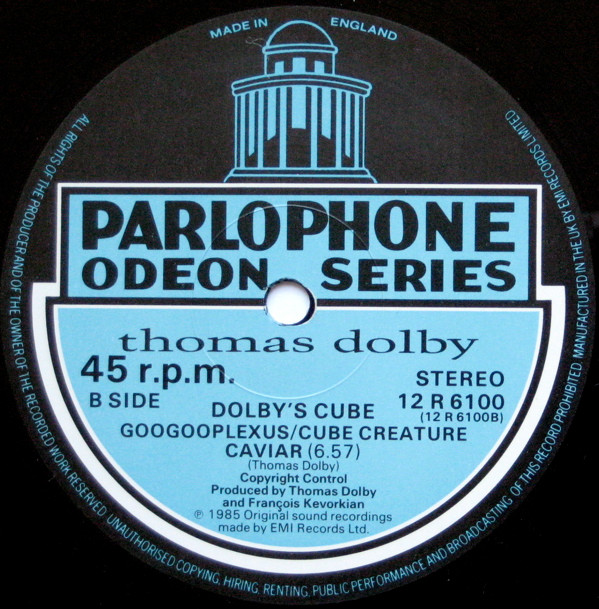 MADE IN ENGLAND
PARLOPHONE
ODEON SERIES
thomas dolby
45 r.p.m.
STEREO
B SIDE
12 R 6100
(12 R 6100B)
DOLBY'S CUBE
GOOGOOPLEXUS/CUBE CREATURE
CAVIAR (6.57)
(Thomas Dolby)
Copyright Control
Produced by Thomas Dolby
and François Kevorkian
℗ 1985 Original sound recordings
made by EMI Records Ltd.
ALL RIGHTS OF THE PRODUCER AND OF THE OWNER OF THE RECORDED WORK RESERVED. UNAUTHORISED COPYING, HIRING, RENTING, PUBLIC PERFORMANCE AND BROADCASTING OF THIS RECORD PROHIBITED. MANUFACTURED IN THE UK BY EMI RECORDS LIMITED